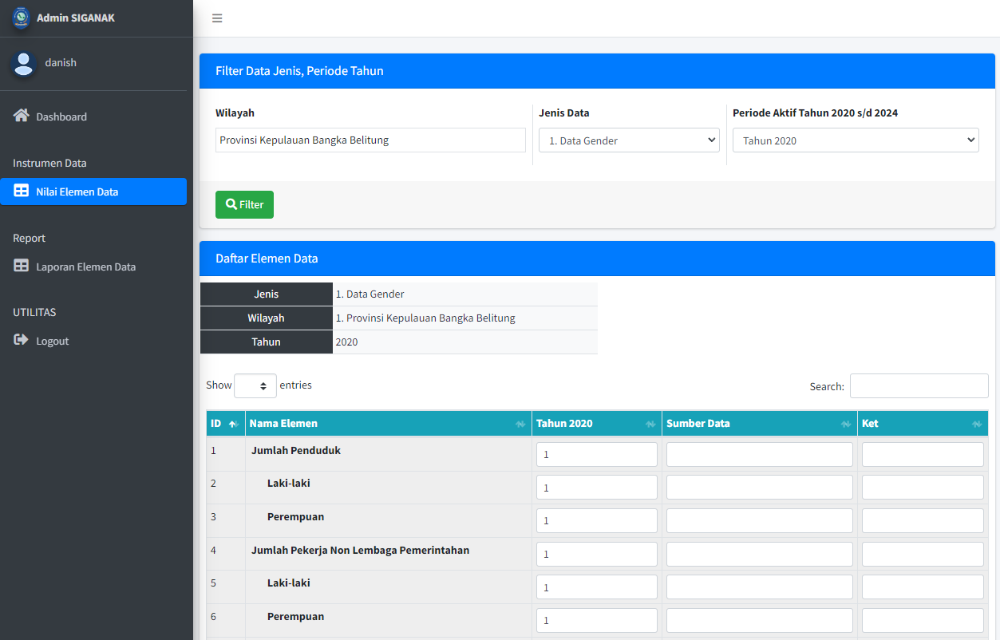 Admin SIGANAK
danish
Dashboard
Instrumen Data
Nilai Elemen Data
Report
Laporan Elemen Data
UTILITAS
Logout
Filter Data Jenis, Periode Tahun
Wilayah
Provinsi Kepulauan Bangka Belitung
Jenis Data
1. Data Gender
Periode Aktif Tahun 2020 s/d 2024
Tahun 2020
Filter
Daftar Elemen Data
Jenis 1. Data Gender
Wilayah 1. Provinsi Kepulauan Bangka Belitung
Tahun 2020
Show entries
Search:
ID Nama Elemen Tahun 2020 Sumber Data Ket
1 Jumlah Penduduk 1
2 Laki-laki 1
3 Perempuan 1
4 Jumlah Pekerja Non Lembaga Pemerintahan 1
5 Laki-laki 1
6 Perempuan 1